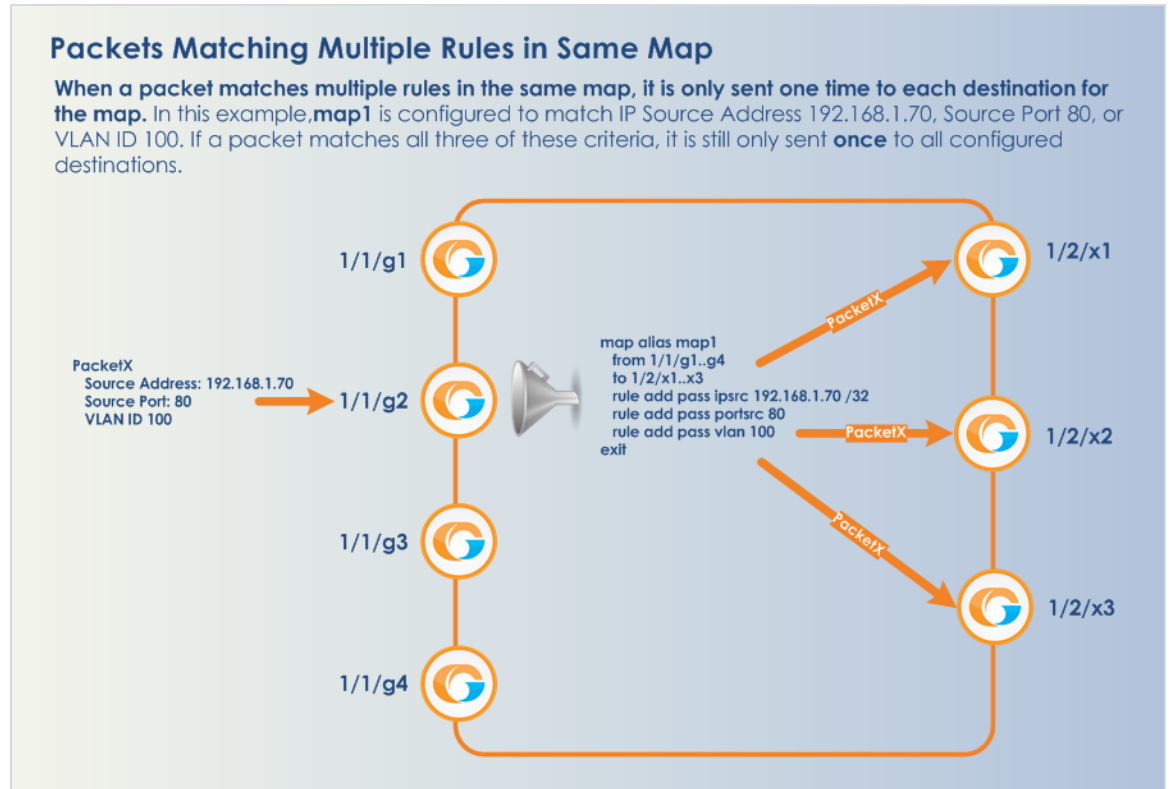 Packets Matching Multiple Rules in Same Map
When a packet matches multiple rules in the same map, it is only sent one time to each destination for
the map. In this example,map1 is configured to match IP Source Address 192.168.1.70, Source Port 80, or
VLAN ID 100. If a packet matches all three of these criteria, it is still only sent once to all configured
destinations.
1/1/g1
1/2/x1
PacketX
map alias map1
from 1/1/g1..g4
to 1/2/x1..x3
rule add pass ipsrc 192.168.1.70 /32
rule add pass portsrc 80
rule add pass vlan 100
exit
PacketX
Source Address: 192.168.1.70
Source Port: 80
VLAN ID 100
1/1/g2
PacketX
1/2/x2
PacketX
1/1/g3
1/2/x3
1/1/g4